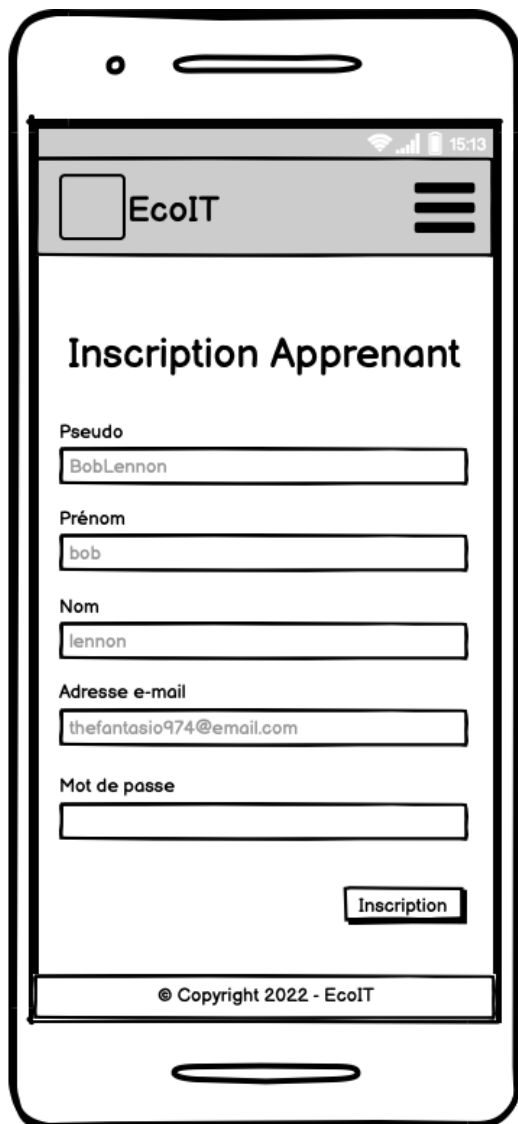 15:13
EcoIT
Inscription Apprenant
Pseudo
BobLennon
Prénom
bob
Nom
lennon
Adresse e-mail
thefantasio974@email.com
Mot de passe
Inscription
© Copyright 2022 - EcoIT